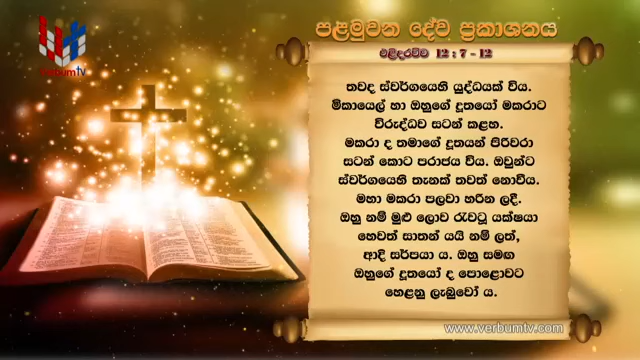 පළමුවන දේව ප්‍රකාශනය
එළිදරව්ව 12 : 7 - 12
තවද ස්වර්ගයෙහි යුද්ධයක් විය.
මිකායෙල් හා ඔහුගේ දූතයෝ මකරාට
විරුද්ධව සටන් කළහ.
මකරා ද තමාගේ දූතයන් පිරිවරා
සටන් කොට පරාජය විය. ඔවුන්ට
ස්වර්ගයෙහි තැනක් තවත් නොවීය.
මහා මකරා පලවා හරින ලදී.
ඔහු නම් මුළු ලොව රැවටූ යක්ෂයා
හෙවත් සාතන් යයි නම් ලත්,
ආදි සර්පයා ය. ඔහු සමඟ
ඔහුගේ දූතයෝ ද පොළොවට
හෙළනු ලැබුවෝ ය.
verbumtv
www.verbumtv.com